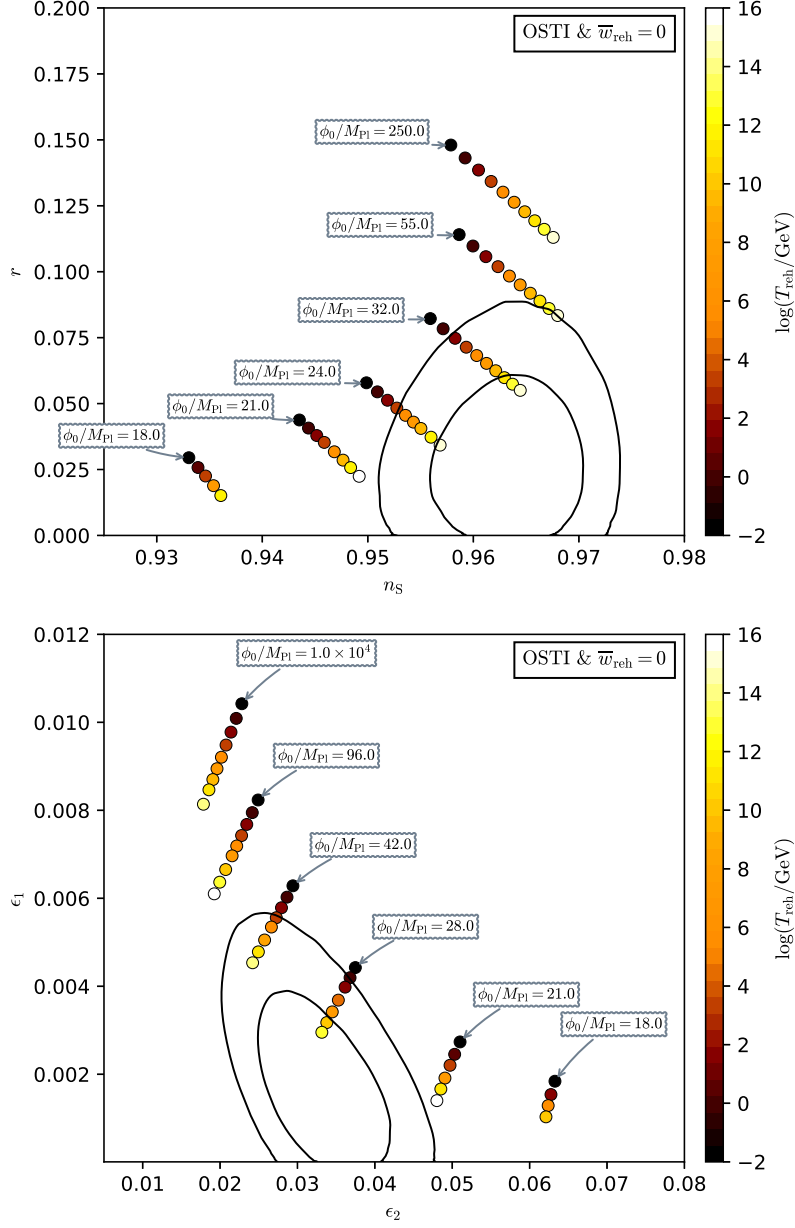 0.200
0.175
0.150
0.125
0.100
0.075
0.050
0.025
0.000
r
OSTI & w̅reh = 0
ϕ0/MPl = 250.0
ϕ0/MPl = 55.0
ϕ0/MPl = 32.0
ϕ0/MPl = 24.0
ϕ0/MPl = 21.0
ϕ0/MPl = 18.0
0.93 0.94 0.95 0.96 0.97 0.98
nS
16
14
12
10
8
6
4
2
0
−2
log(Treh/GeV)
0.012
0.010
0.008
0.006
0.004
0.002
ϵ1
OSTI & w̅reh = 0
ϕ0/MPl = 1.0 × 10⁴
ϕ0/MPl = 96.0
ϕ0/MPl = 42.0
ϕ0/MPl = 28.0
ϕ0/MPl = 21.0
ϕ0/MPl = 18.0
0.01 0.02 0.03 0.04 0.05 0.06 0.07 0.08
ϵ2
16
14
12
10
8
6
4
2
0
−2
log(Treh/GeV)